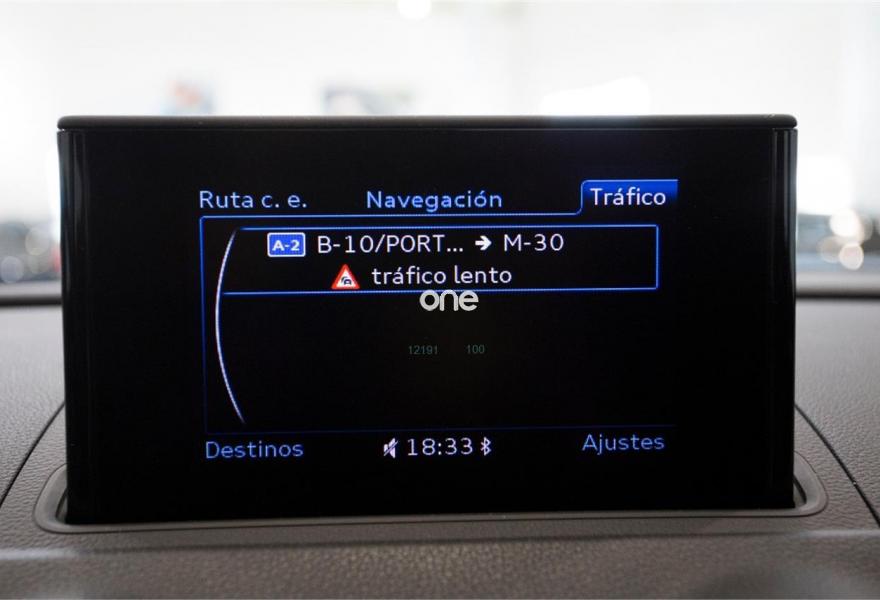 Ruta c. e. Navegación Tráfico
A-2 B-10/PORT... → M-30
tráfico lento
one
12191 100
Destinos 18:33 Ajustes